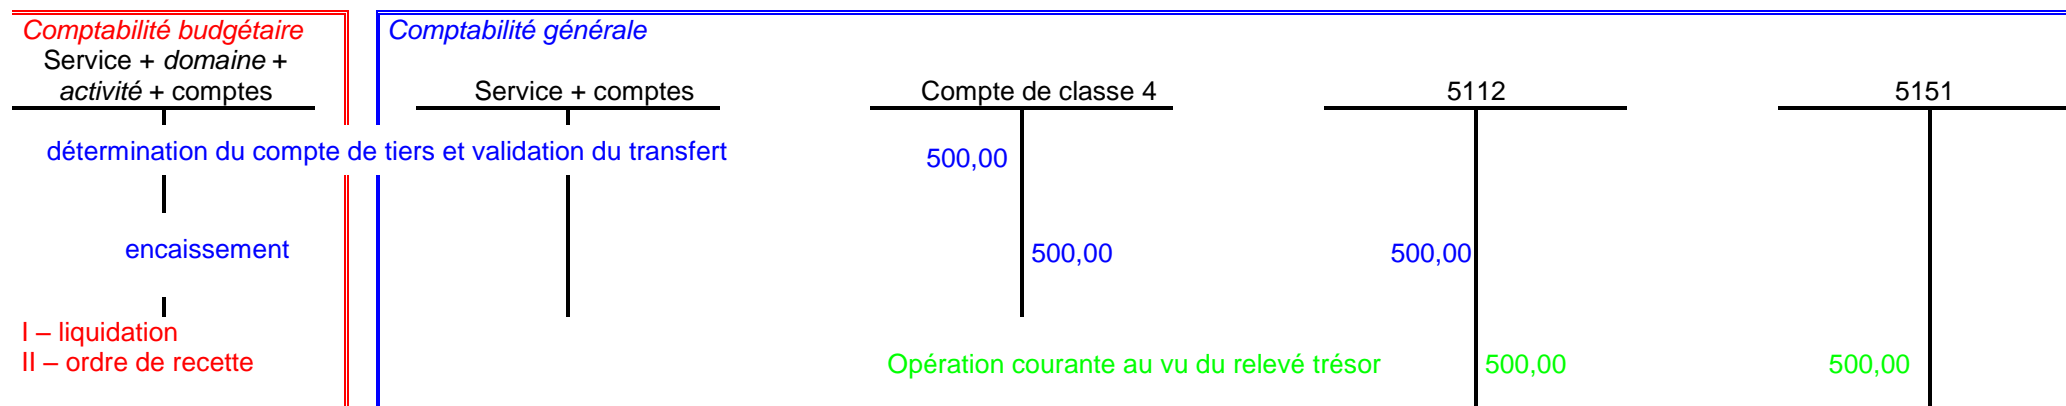 Comptabilité budgétaire
Comptabilité générale
Service + domaine +
activité + comptes
Service + comptes
Compte de classe 4
5112
5151
détermination du compte de tiers et validation du transfert
500,00
encaissement
500,00
500,00
I – liquidation
II – ordre de recette
Opération courante au vu du relevé trésor
500,00
500,00